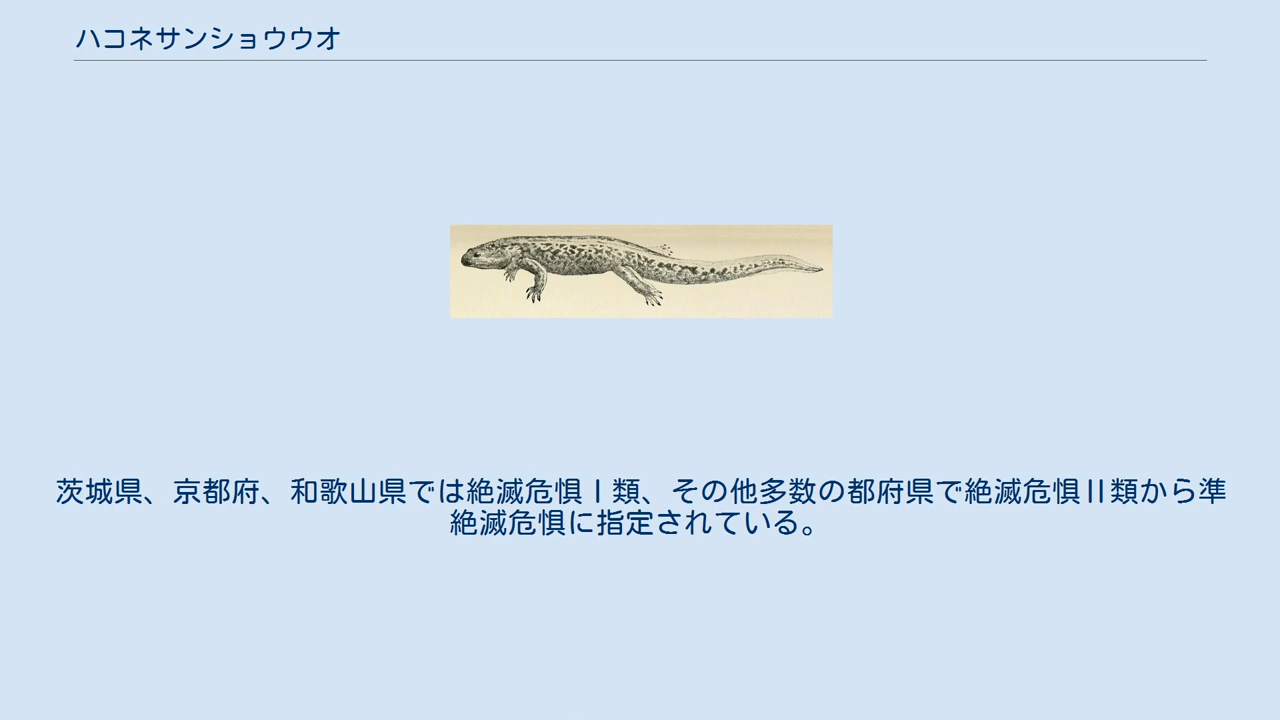 ハコネサンショウウオ
茨城県、京都府、和歌山県では絶滅危惧Ⅰ類、その他多数の都府県で絶滅危惧ⅠⅠ類から準
絶滅危惧に指定されている。